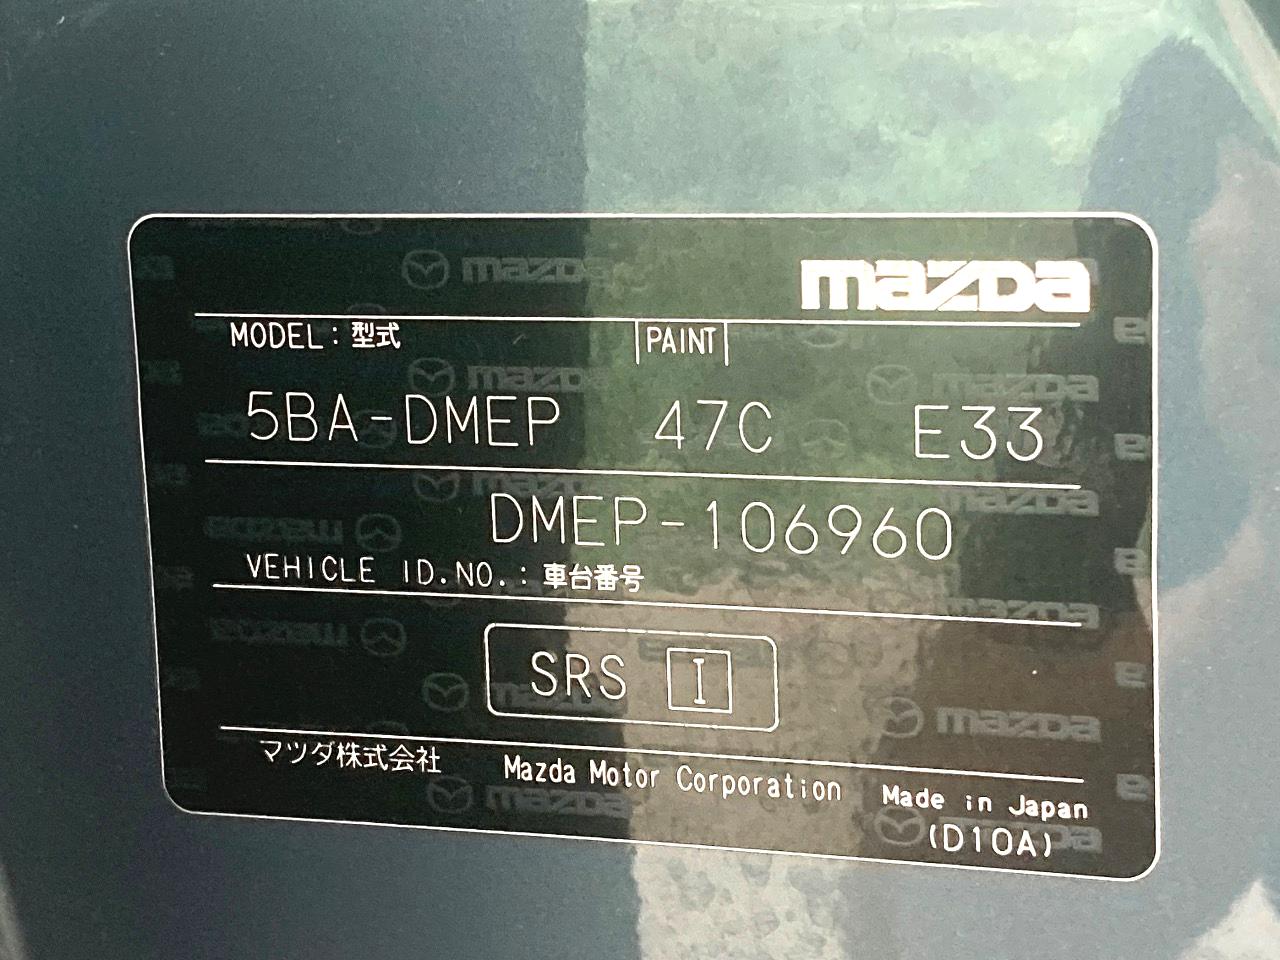 mazda
MODEL：型式 PAINT
5BA-DMEP 47C E33
DMEP-106960
VEHICLE ID.NO.：車台番号
SRS I
マツダ株式会社 Mazda Motor Corporation Made in Japan
(D10A)